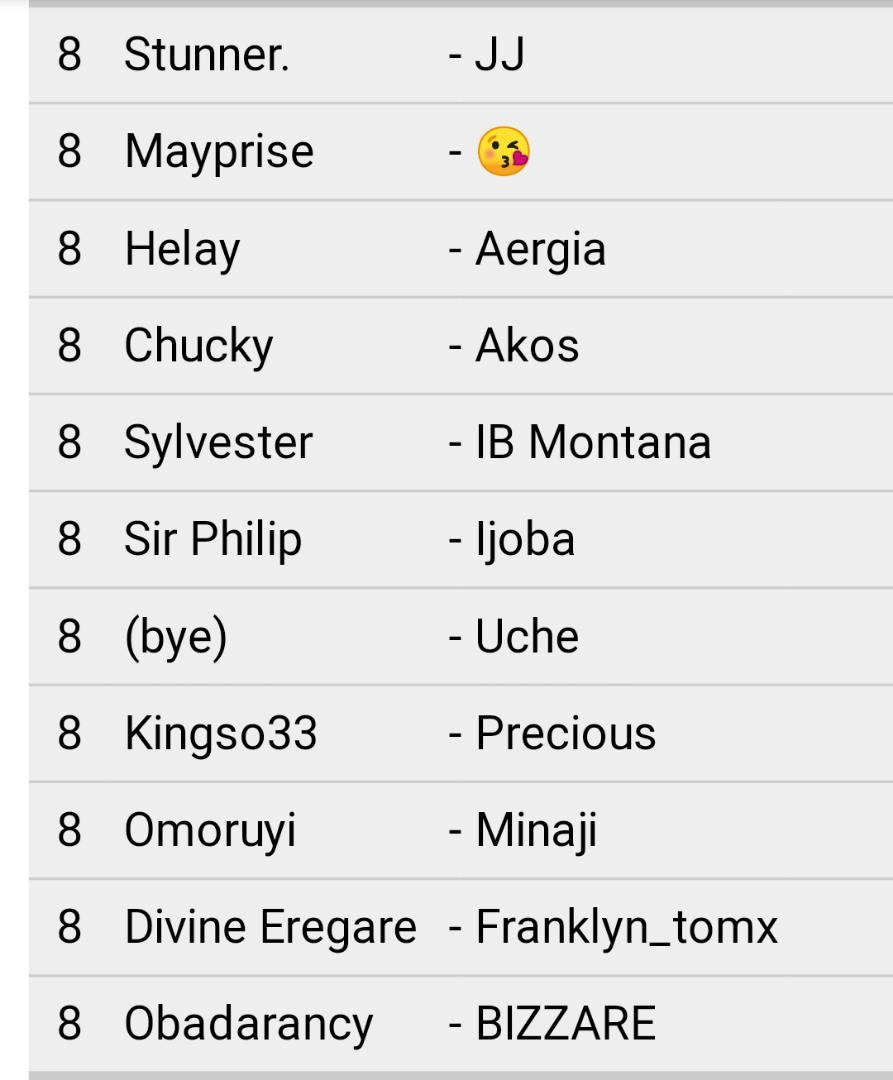 8 Stunner. - JJ
8 Mayprise - 😘
8 Helay - Aergia
8 Chucky - Akos
8 Sylvester - IB Montana
8 Sir Philip - Ijoba
8 (bye) - Uche
8 Kingso33 - Precious
8 Omoruyi - Minaji
8 Divine Eregare - Franklyn_tomx
8 Obadarancy - BIZZARE